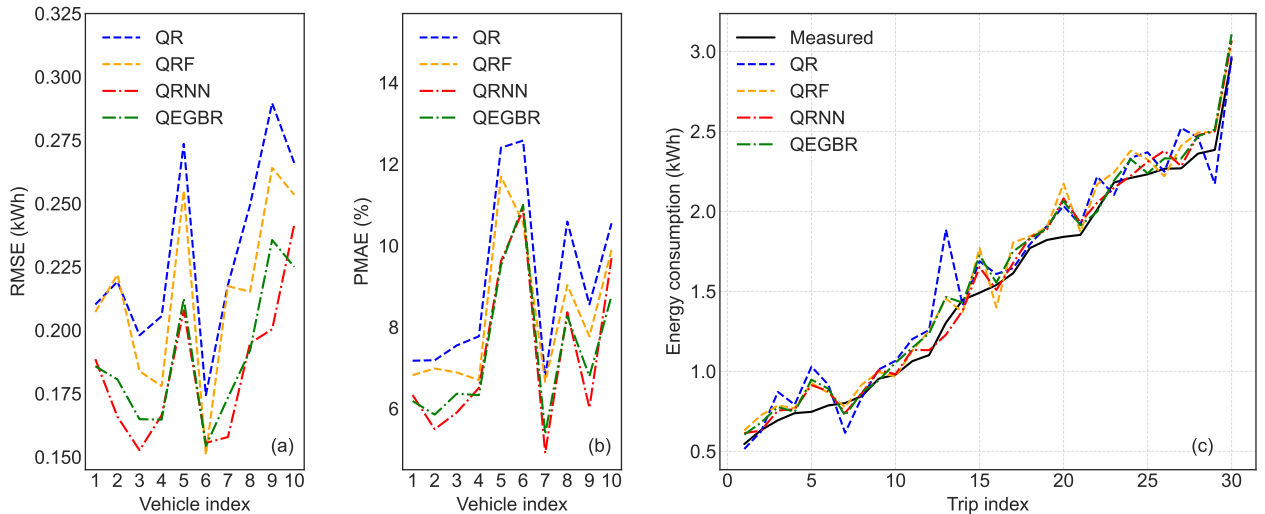 RMSE (kWh)
0.325
0.300
0.275
0.250
0.225
0.200
0.175
0.150
QR
QRF
QRNN
QEGBR
(a)
1 2 3 4 5 6 7 8 9 10
Vehicle index
PMAE (%)
14
12
10
8
6
QR
QRF
QRNN
QEGBR
(b)
1 2 3 4 5 6 7 8 9 10
Vehicle index
Energy consumption (kWh)
3.0
2.5
2.0
1.5
1.0
0.5
Measured
QR
QRF
QRNN
QEGBR
(c)
0 5 10 15 20 25 30
Trip index